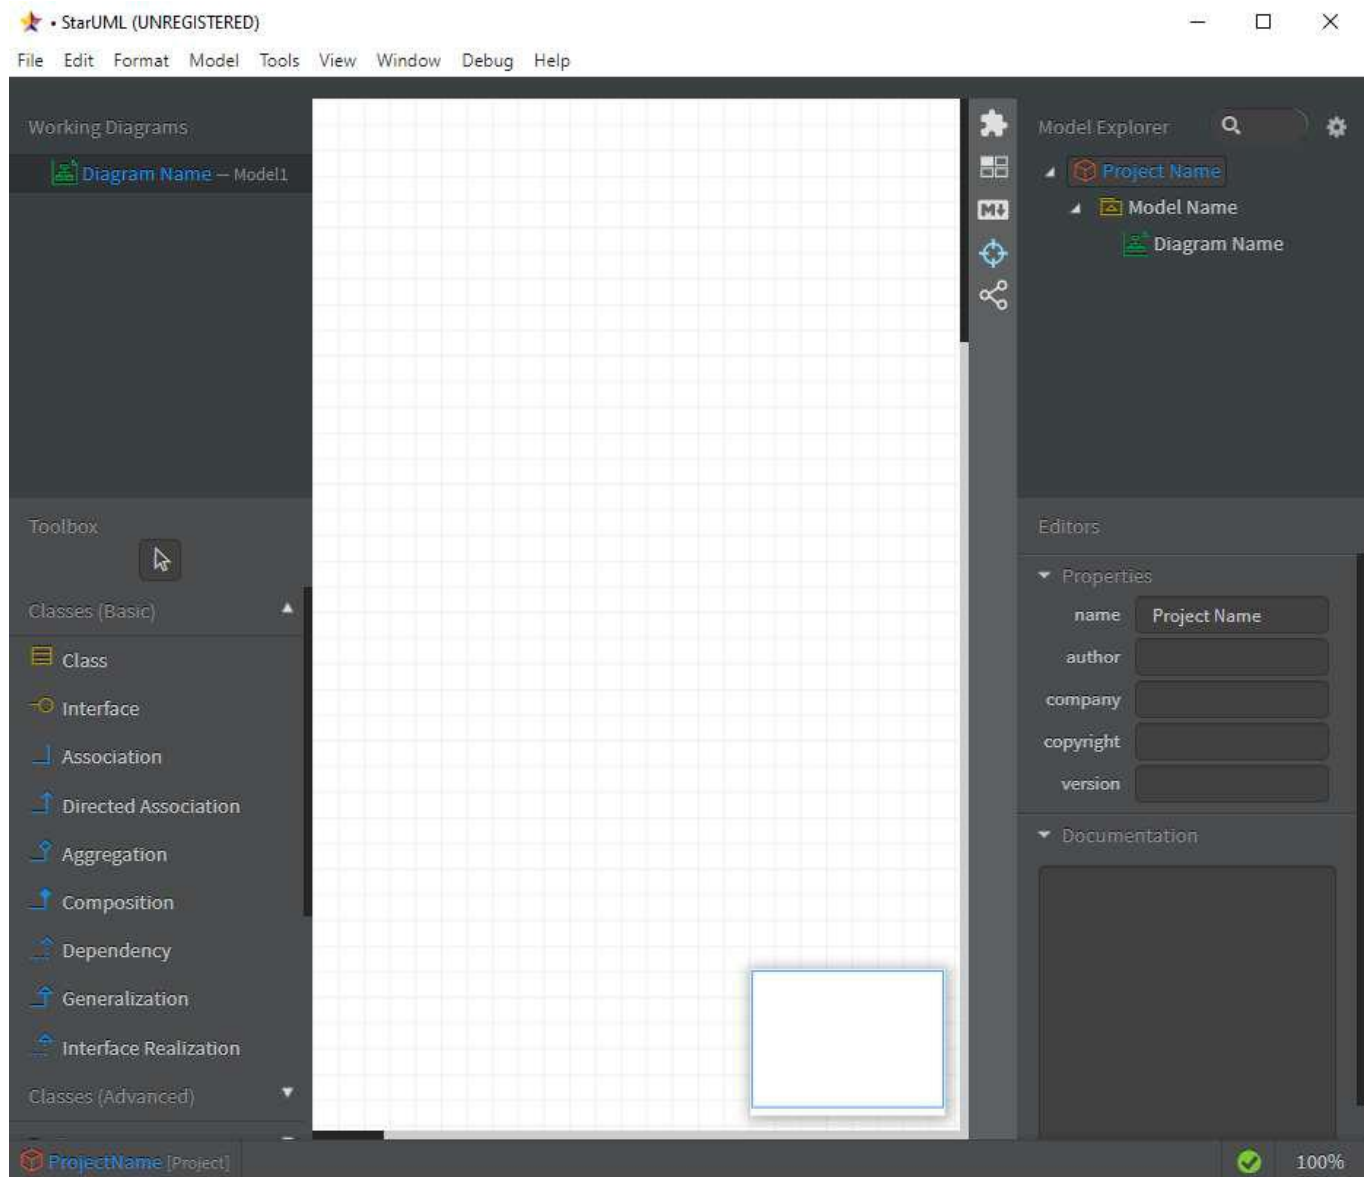 • StarUML (UNREGISTERED)
File Edit Format Model Tools View Window Debug Help
Working Diagrams
Diagram Name — Model1
Toolbox
Classes (Basic)
Class
Interface
Association
Directed Association
Aggregation
Composition
Dependency
Generalization
Interface Realization
Classes (Advanced)
M
Model Explorer
Project Name
Model Name
Diagram Name
Editors
Properties
name Project Name
author
company
copyright
version
Documentation
ProjectName [Project]
100%